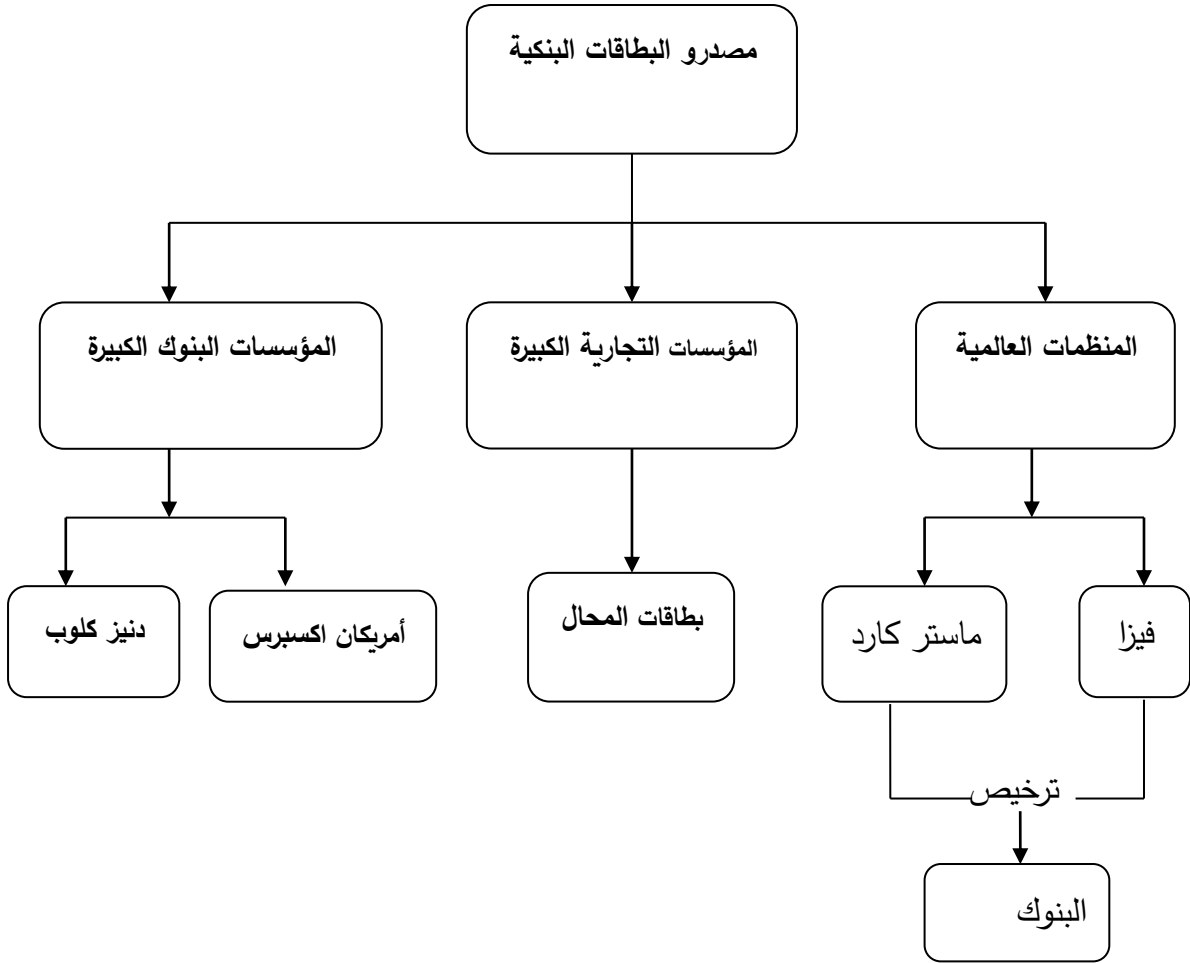 مصدرو البطاقات البنكية
المنظمات العالمية
المؤسسات التجارية الكبيرة
المؤسسات البنوك الكبيرة
فيزا
ماستر كارد
بطاقات المحال
أمريكان اكسبرس
دنيز كلوب
ترخيص
البنوك